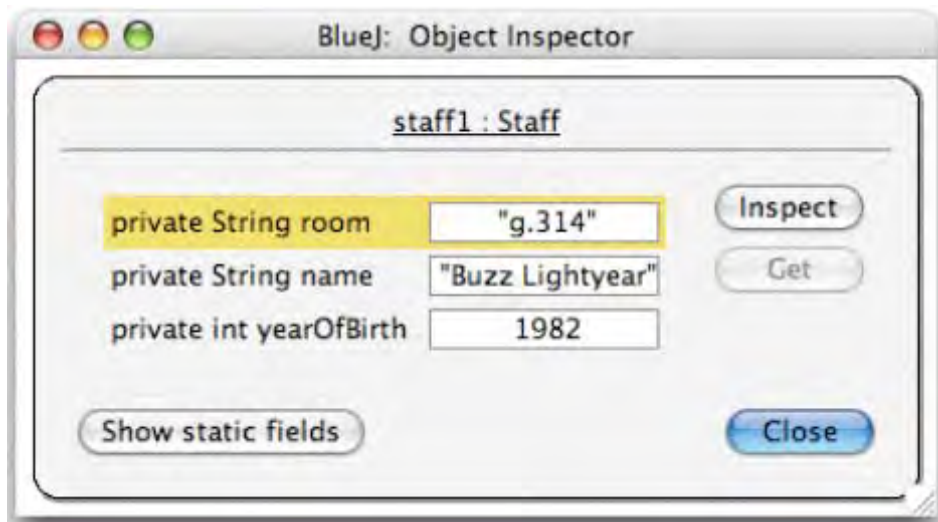 BlueJ: Object Inspector
staff1 : Staff
private String room "g.314"
Inspect
private String name "Buzz Lightyear"
Get
private int yearOfBirth 1982
Show static fields
Close